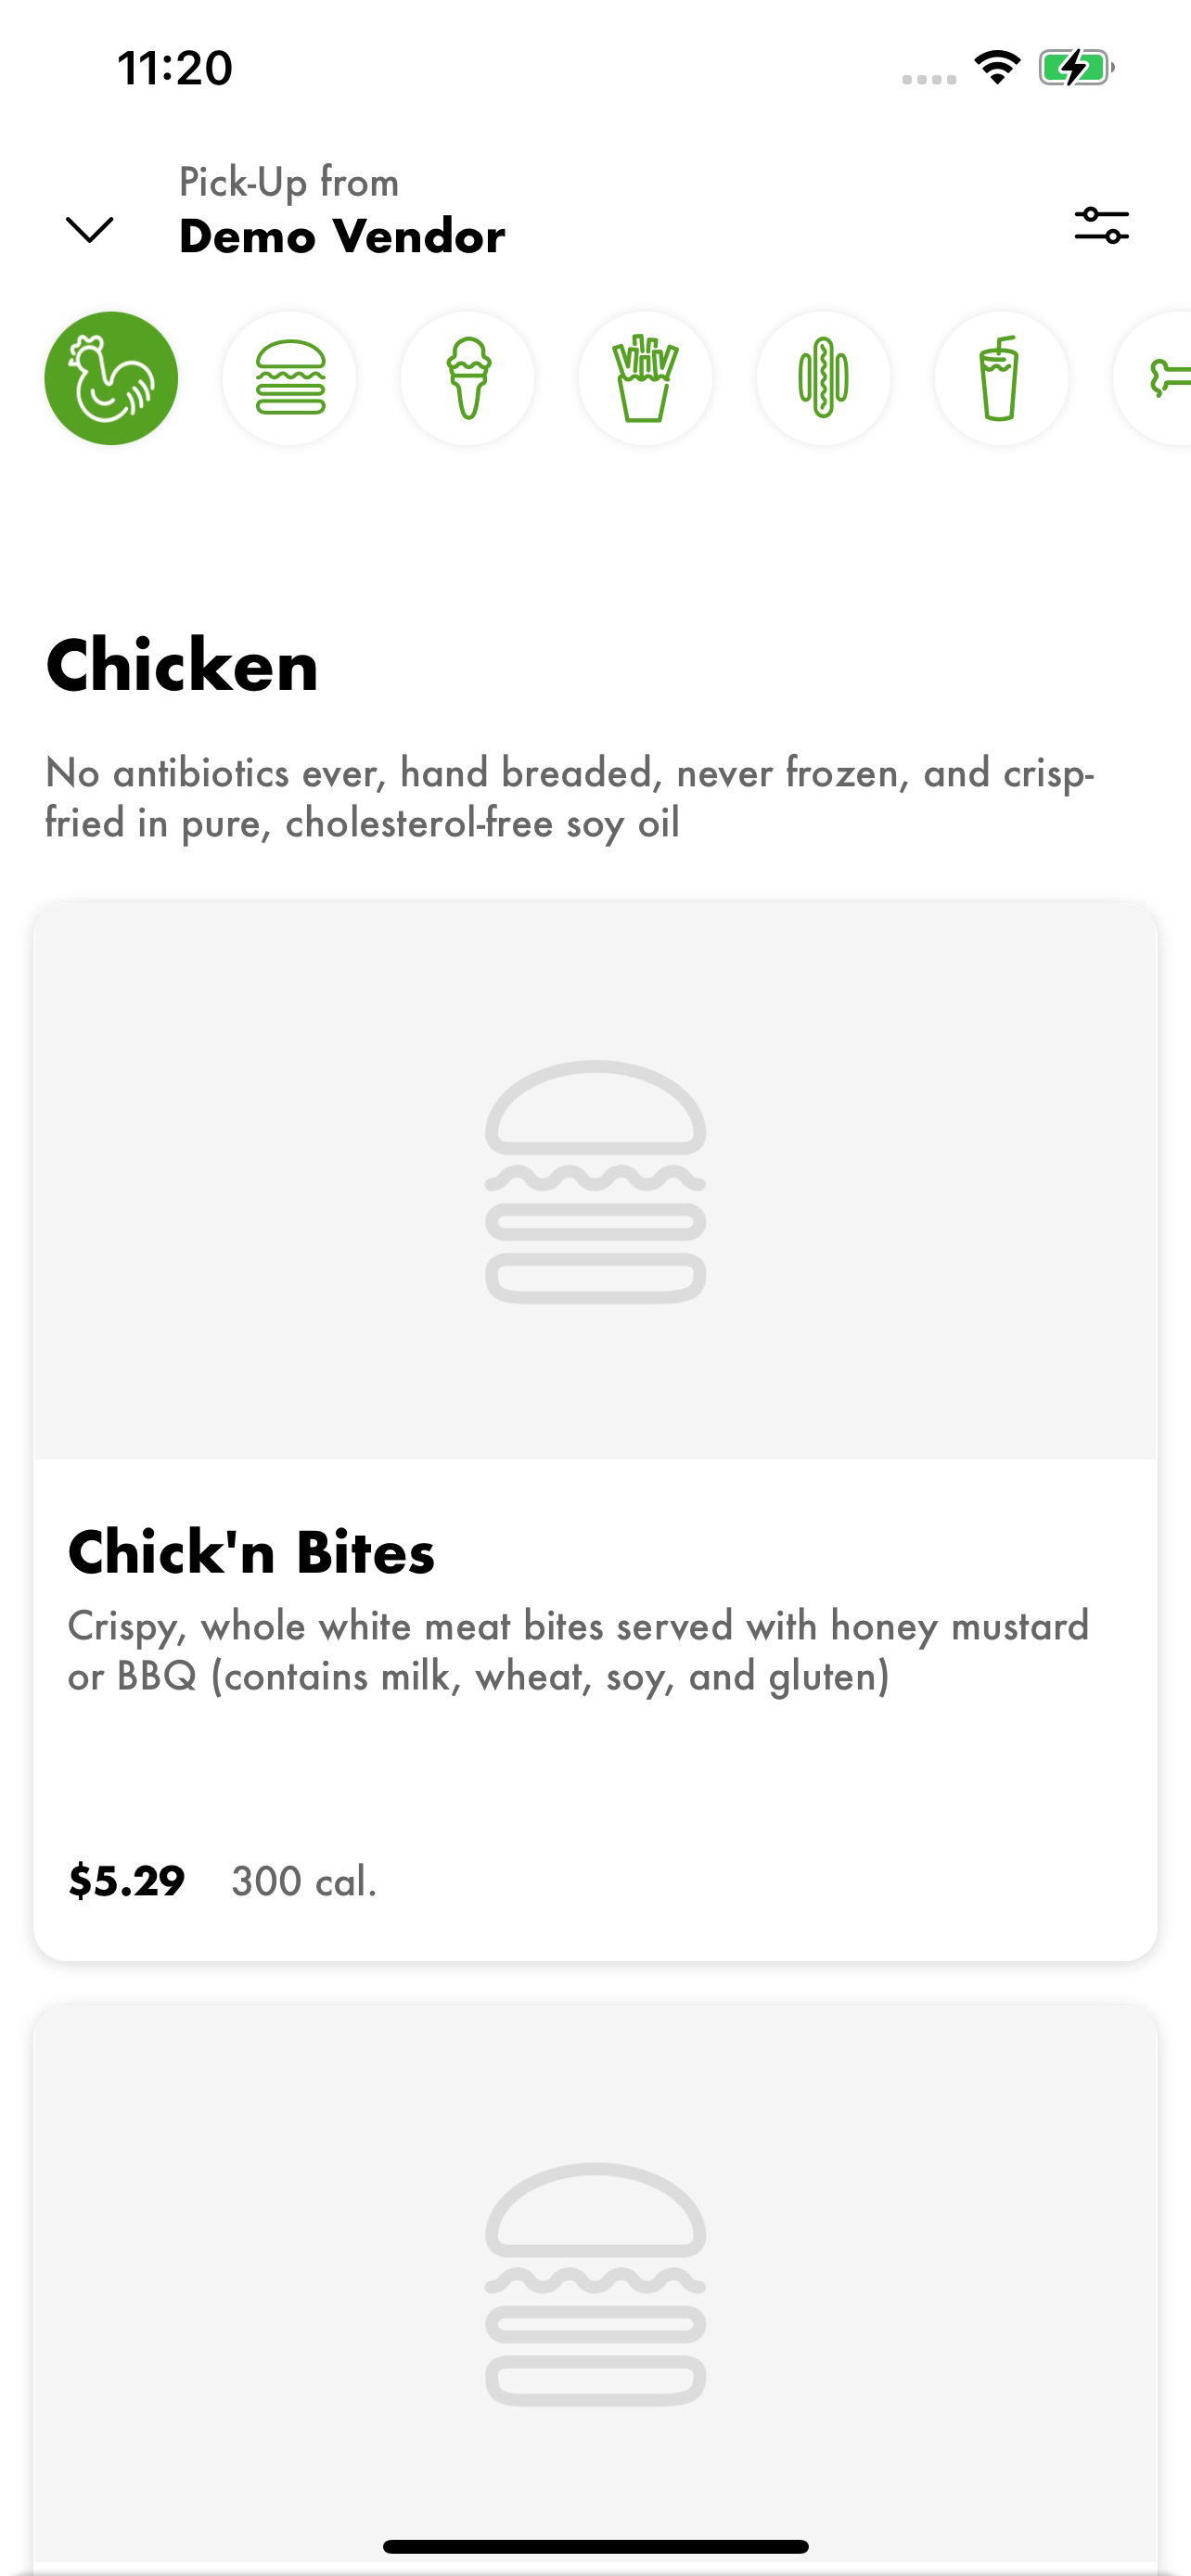 11:20
Pick-Up from
Demo Vendor
Chicken
No antibiotics ever, hand breaded, never frozen, and crisp-
fried in pure, cholesterol-free soy oil
Chick'n Bites
Crispy, whole white meat bites served with honey mustard
or BBQ (contains milk, wheat, soy, and gluten)
$5.29 300 cal.